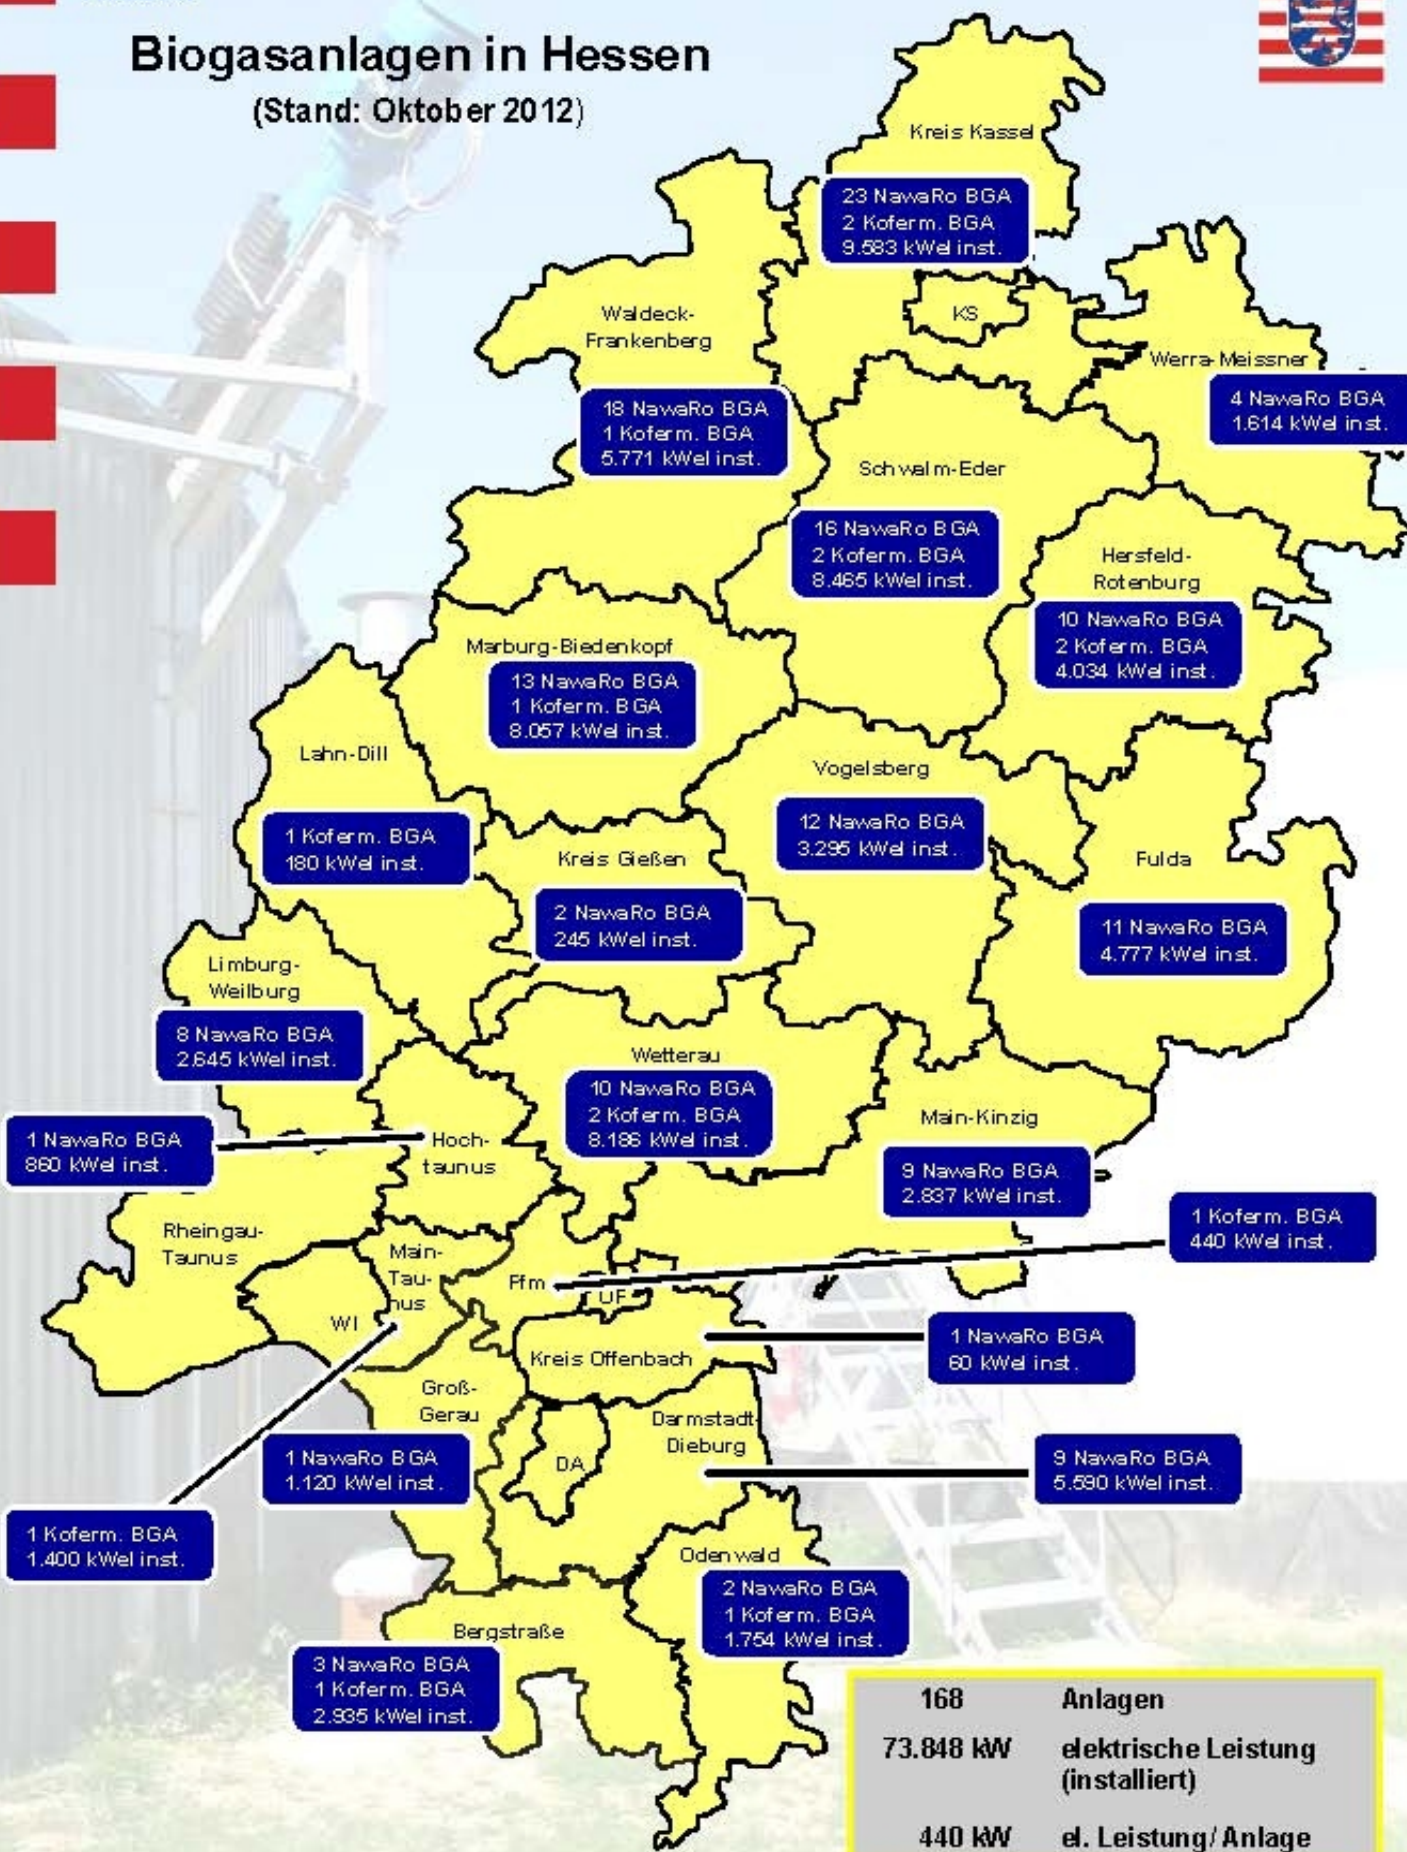 Biogasanlagen in Hessen
(Stand: Oktober 2012)
Kreis Kassel
23 NawaRo BGA
2 Koferm. BGA
9.583 kWel inst.
KS
Waldeck-
Frankenberg
18 NawaRo BGA
1 Koferm. BGA
5.771 kWel inst.
Werra-Meissner
4 NawaRo BGA
1.614 kWel inst.
Schwalm-Eder
16 NawaRo BGA
2 Koferm. BGA
8.465 kWel inst.
Hersfeld-
Rotenburg
10 NawaRo BGA
2 Koferm. BGA
4.034 kWel inst.
Marburg-Biedenkopf
13 NawaRo BGA
1 Koferm. BGA
8.057 kWel inst.
Lahn-Dill
1 Koferm. BGA
180 kWel inst.
Vogelsberg
12 NawaRo BGA
3.295 kWel inst.
Kreis Gießen
2 NawaRo BGA
245 kWel inst.
Fulda
11 NawaRo BGA
4.777 kWel inst.
Limburg-
Weilburg
8 NawaRo BGA
2.645 kWel inst.
Wetterau
10 NawaRo BGA
2 Koferm. BGA
8.186 kWel inst.
Main-Kinzig
9 NawaRo BGA
2.837 kWel inst.
1 NawaRo BGA
860 kWel inst.
Hoch-
taunus
Rheingau-
Taunus
Main-
Tau-
nus
WI
Ffm
1 Koferm. BGA
440 kWel inst.
OF
Kreis Offenbach
1 NawaRo BGA
60 kWel inst.
Groß-
Gerau
1 NawaRo BGA
1.120 kWel inst.
1 Koferm. BGA
1.400 kWel inst.
DA
Darmstadt-
Dieburg
9 NawaRo BGA
5.590 kWel inst.
Odenwald
2 NawaRo BGA
1 Koferm. BGA
1.754 kWel inst.
Bergstraße
3 NawaRo BGA
1 Koferm. BGA
2.935 kWel inst.
168 Anlagen
73.848 kW elektrische Leistung
(installiert)
440 kW el. Leistung/Anlage